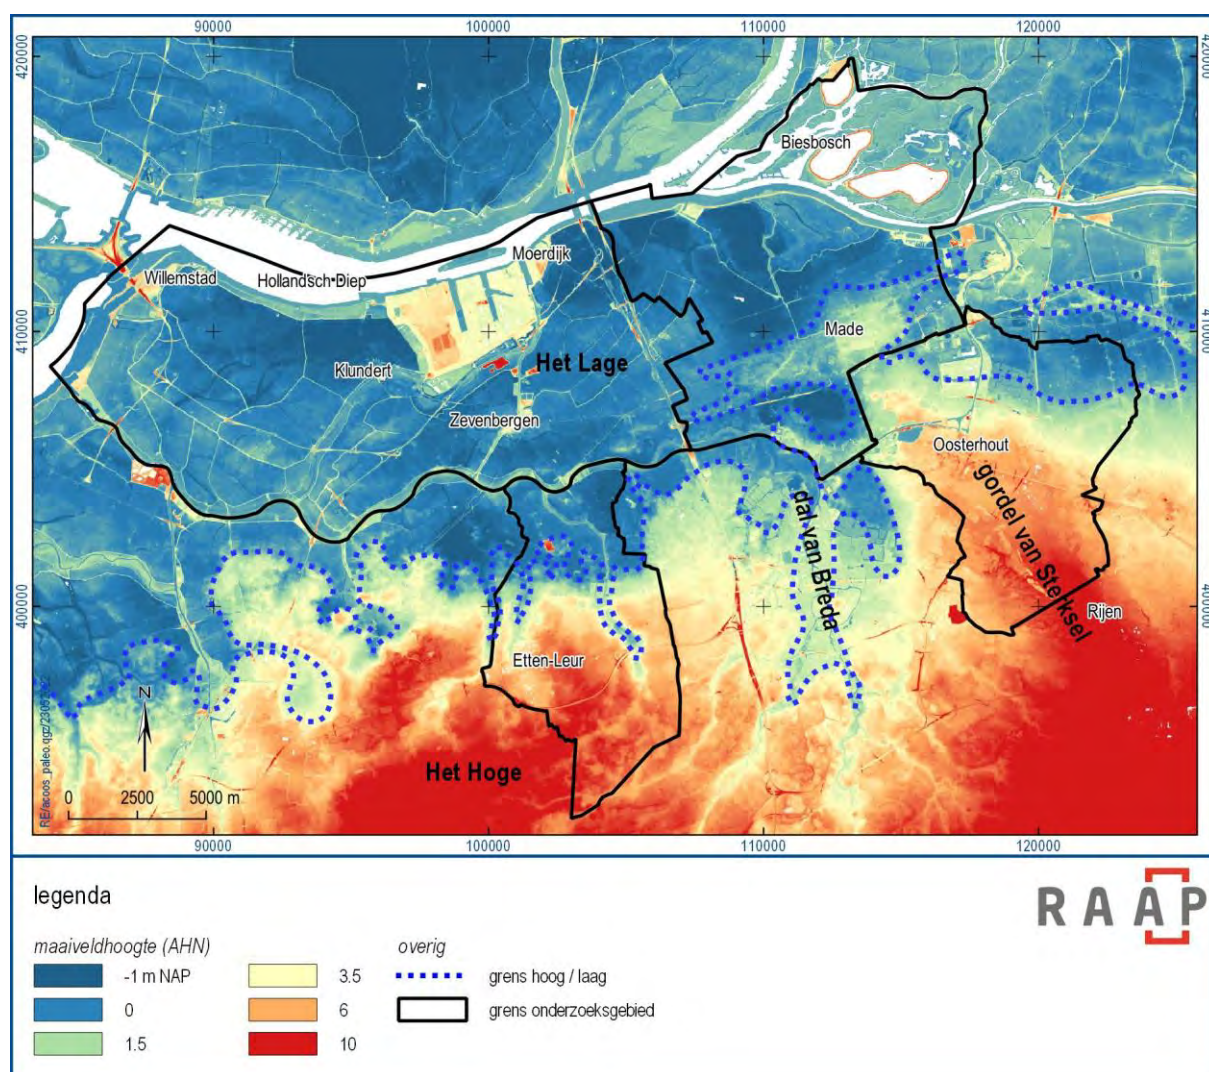 90000
100000
110000
120000
420000
420000
Biesbosch
Moerdijk
Willemstad
Hollandsch Diep
410000
410000
Made
Klundert
Het Lage
Zevenbergen
Oosterhout
dal van Breda
gordel van Sterksel
400000
400000
Rijen
Etten-Leur
N
Het Hoge
0
2500
5000 m
90000
100000
110000
120000
legenda
RAAP
maaiveldhoogte (AHN)
overig
-1 m NAP
3.5
grens hoog / laag
0
6
grens onderzoeksgebied
1.5
10